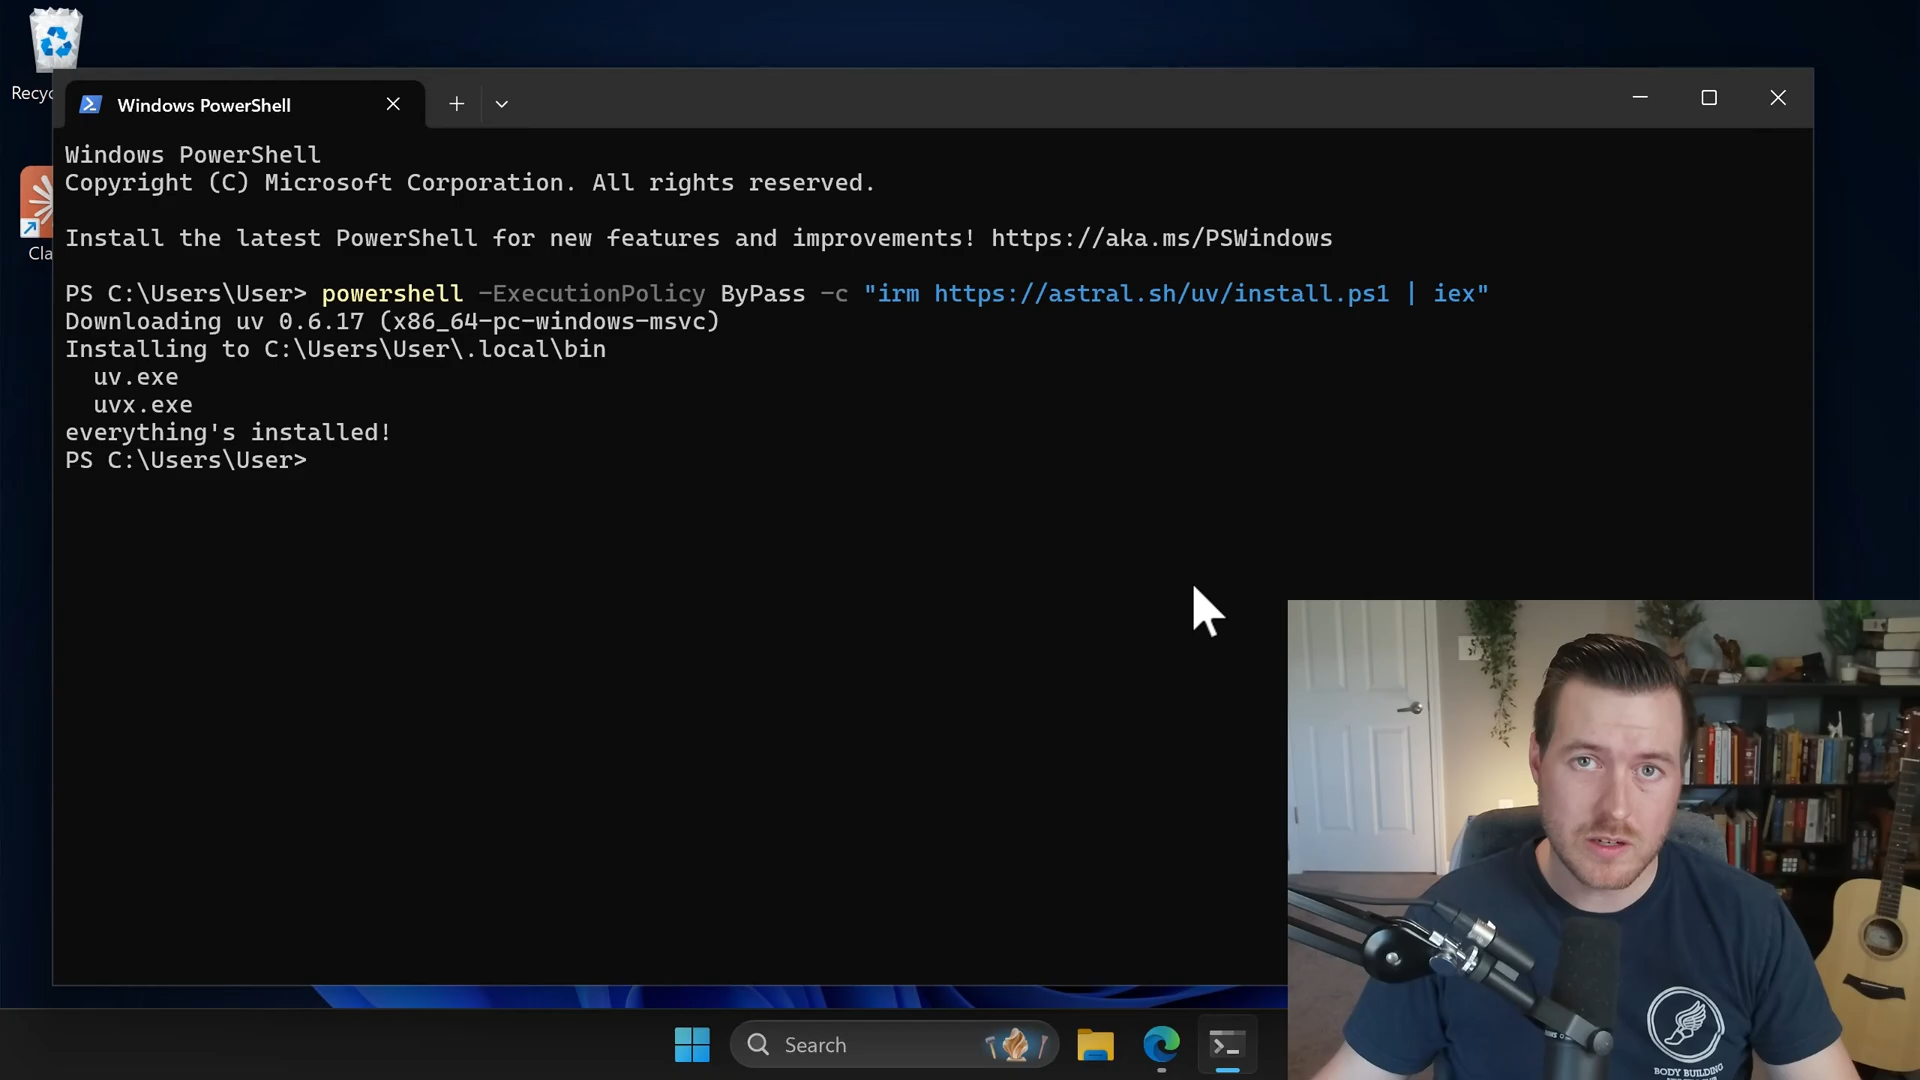 Recyc
Windows PowerShell
Windows PowerShell
Copyright (C) Microsoft Corporation. All rights reserved.
Install the latest PowerShell for new features and improvements! https://aka.ms/PSWindows
PS C:\Users\User> powershell -ExecutionPolicy ByPass -c "irm https://astral.sh/uv/install.ps1 | iex"
Downloading uv 0.6.17 (x86_64-pc-windows-msvc)
Installing to C:\Users\User\.local\bin
uv.exe
uvx.exe
everything's installed!
PS C:\Users\User>
Cla
Search
BODY BUILDING